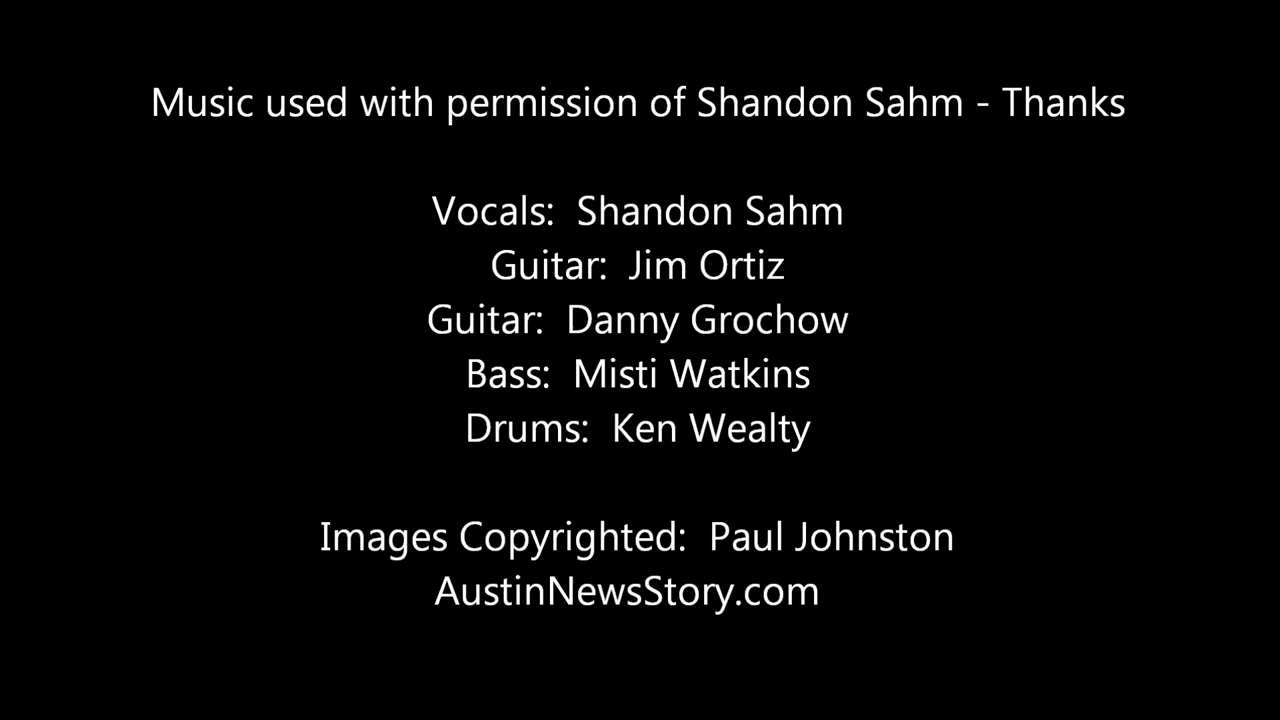 Music used with permission of Shandon Sahm - Thanks
Vocals:  Shandon Sahm
Guitar:  Jim Ortiz
Guitar:  Danny Grochow
Bass:  Misti Watkins
Drums:  Ken Wealty
Images Copyrighted:  Paul Johnston
AustinNewsStory.com